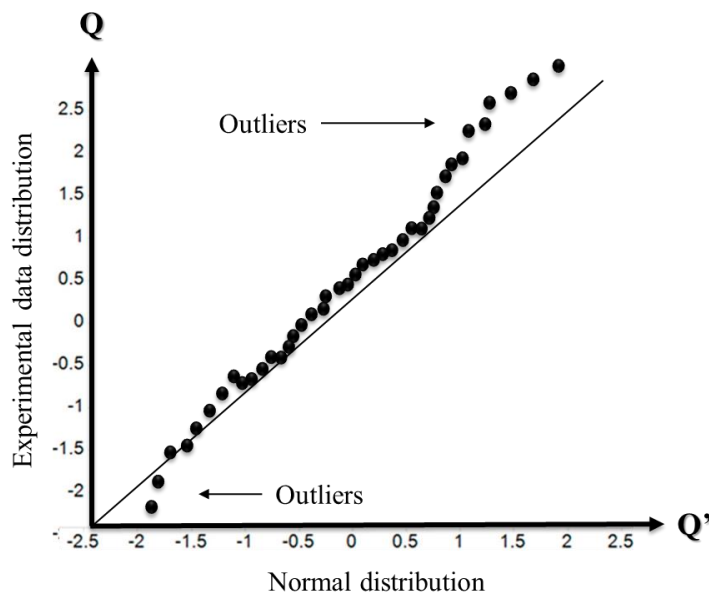 Q
2.5
2
1.5
1
0.5
0
-0.5
-1
-1.5
-2
Experimental data distribution
Outliers
Outliers
-2.5 -2 -1.5 -1 -0.5 0 0.5 1 1.5 2 2.5
Q'
Normal distribution